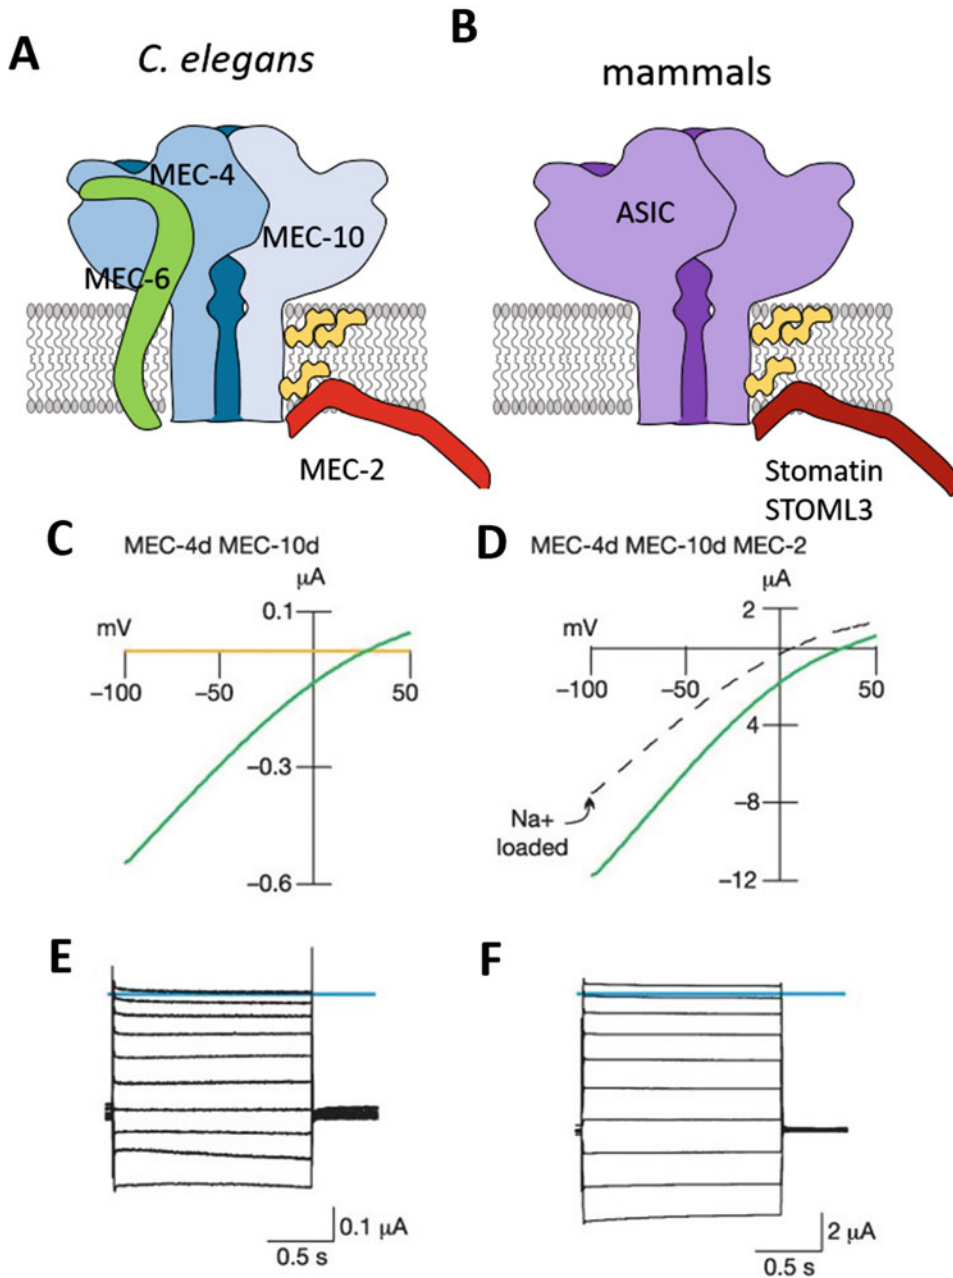 A
C. elegans
MEC-4
MEC-10
MEC-6
MEC-2
B
mammals
ASIC
Stomatin
STOML3
C
MEC-4d MEC-10d
µA
mV
0.1
−100
−50
50
−0.3
−0.6
D
MEC-4d MEC-10d MEC-2
µA
mV
2
−100
−50
50
4
−8
−12
Na+
loaded
E
0.1 µA
0.5 s
F
2 µA
0.5 s